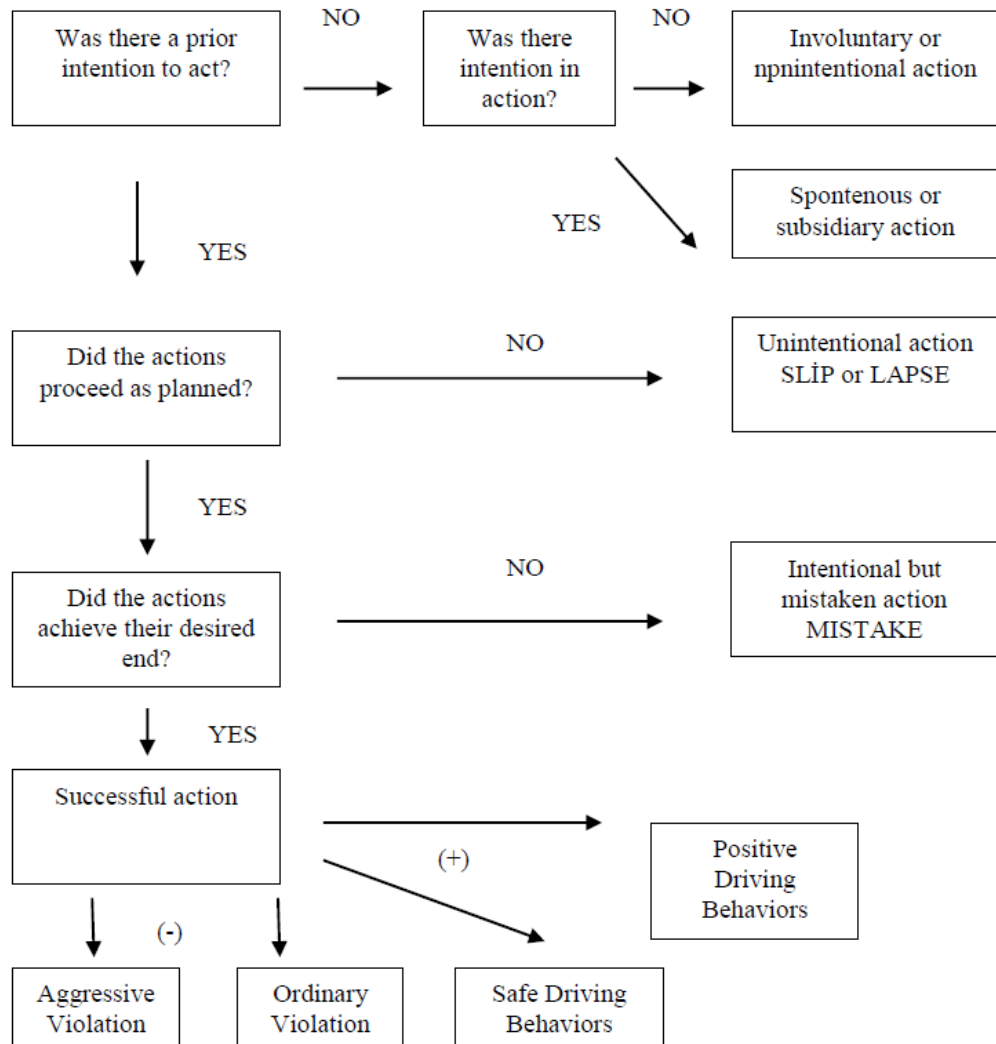 NO
NO
Was there a prior
intention to act?
Was there
intention in
action?
Involuntary or
npnintentional action
YES
YES
Spontenous or
subsidiary action
Did the actions
proceed as planned?
NO
Unintentional action
SLİP or LAPSE
YES
Did the actions
achieve their desired
end?
NO
Intentional but
mistaken action
MISTAKE
YES
Successful action
(+)
Positive
Driving
Behaviors
(-)
Aggressive
Violation
Ordinary
Violation
Safe Driving
Behaviors